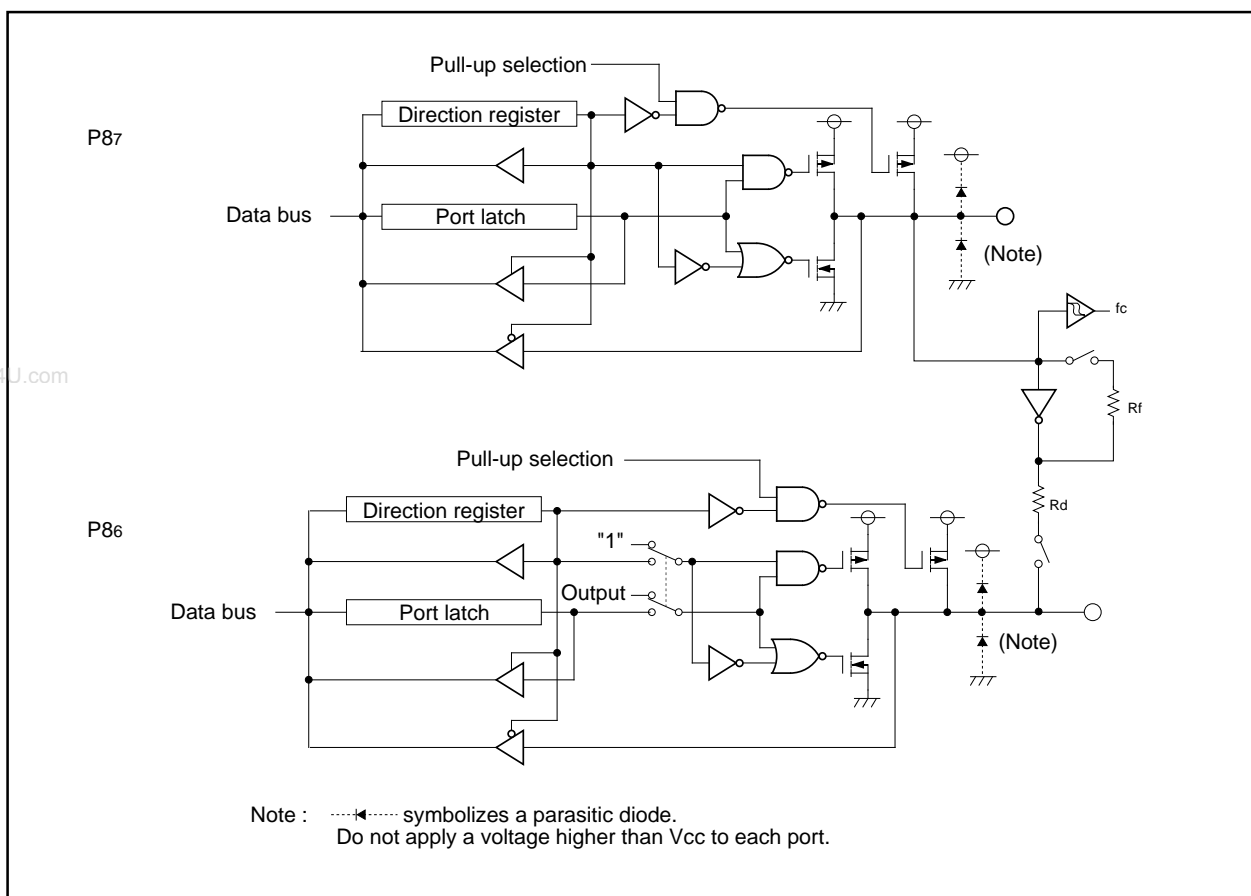 Pull-up selection
Direction register
P87
Data bus
Port latch
(Note)
fc
4U.com
Rf
Pull-up selection
Direction register
Rd
P86
"1"
Output
Data bus
Port latch
(Note)
Note : symbolizes a parasitic diode.
Do not apply a voltage higher than Vcc to each port.